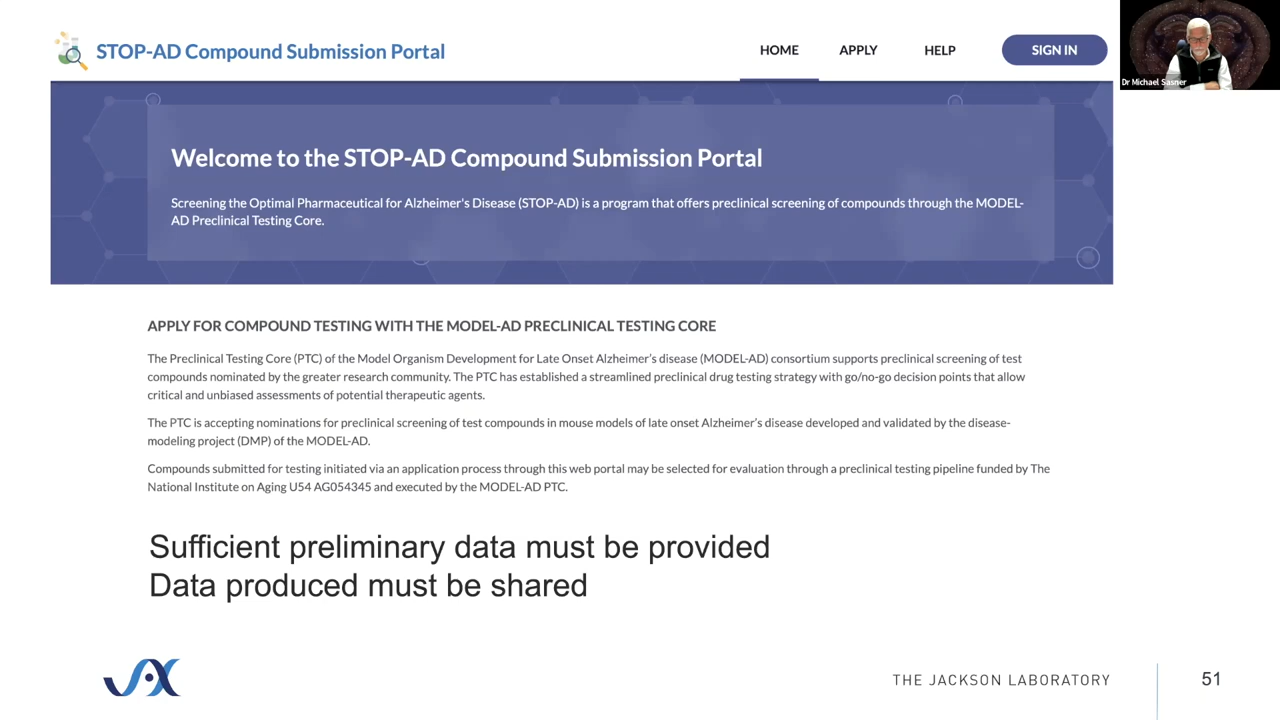 STOP-AD Compound Submission Portal
HOME
APPLY
HELP
SIGN IN
Dr Michael Sasner
Welcome to the STOP-AD Compound Submission Portal
Screening the Optimal Pharmaceutical for Alzheimer's Disease (STOP-AD) is a program that offers preclinical screening of compounds through the MODEL-
AD Preclinical Testing Core.
APPLY FOR COMPOUND TESTING WITH THE MODEL-AD PRECLINICAL TESTING CORE
The Preclinical Testing Core (PTC) of the Model Organism Development for Late Onset Alzheimer's disease (MODEL-AD) consortium supports preclinical screening of test
compounds nominated by the greater research community. The PTC has established a streamlined preclinical drug testing strategy with go/no-go decision points that allow
critical and unbiased assessments of potential therapeutic agents.
The PTC is accepting nominations for preclinical screening of test compounds in mouse models of late onset Alzheimer's disease developed and validated by the disease-
modeling project (DMP) of the MODEL-AD.
Compounds submitted for testing initiated via an application process through this web portal may be selected for evaluation through a preclinical testing pipeline funded by The
National Institute on Aging U54 AG054345 and executed by the MODEL-AD PTC.
Sufficient preliminary data must be provided
Data produced must be shared
JAX
THE JACKSON LABORATORY
51